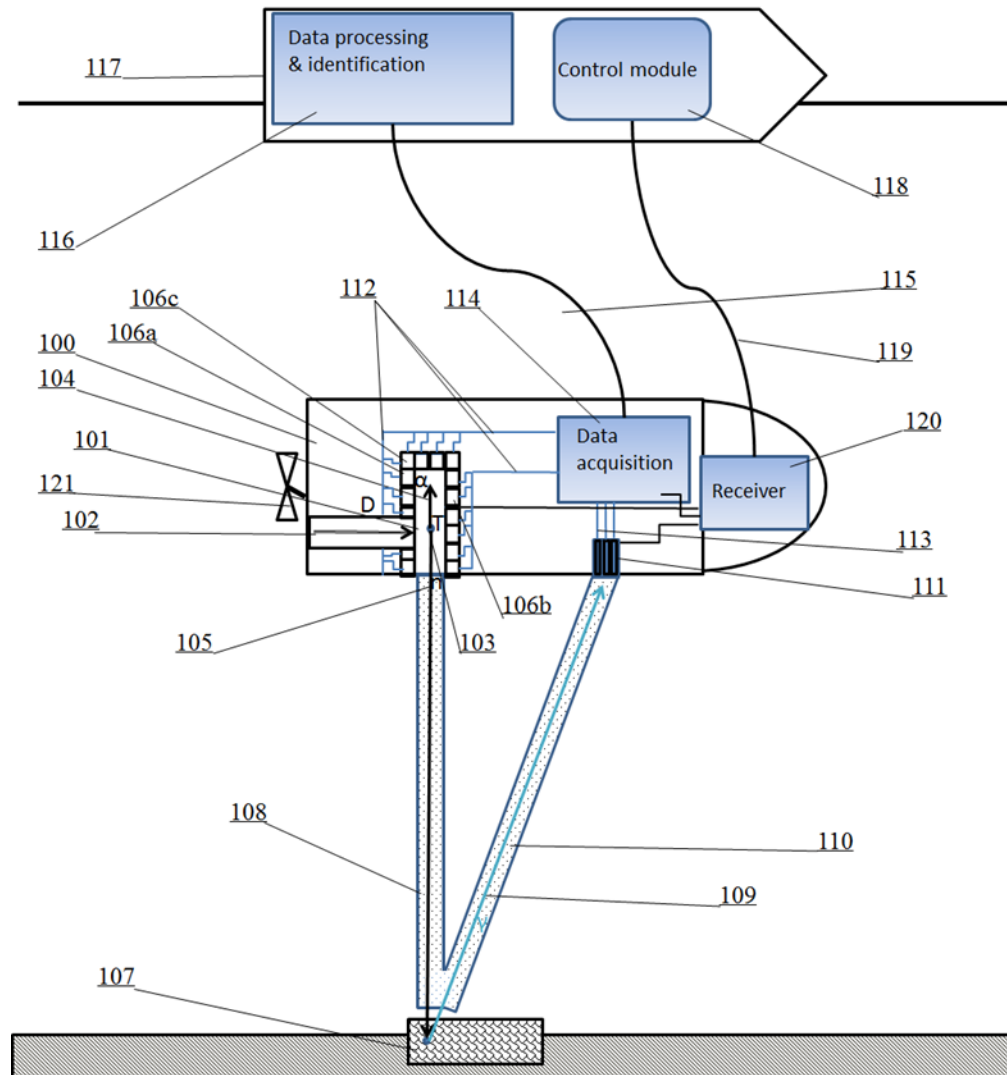 Data processing
& identification
Control module
117
118
116
112
114
115
106c
106a
100
104
119
101
120
Data
acquisition
Receiver
α
121
D
T
102
113
n
111
106b
105
103
108
110
109
γ
107